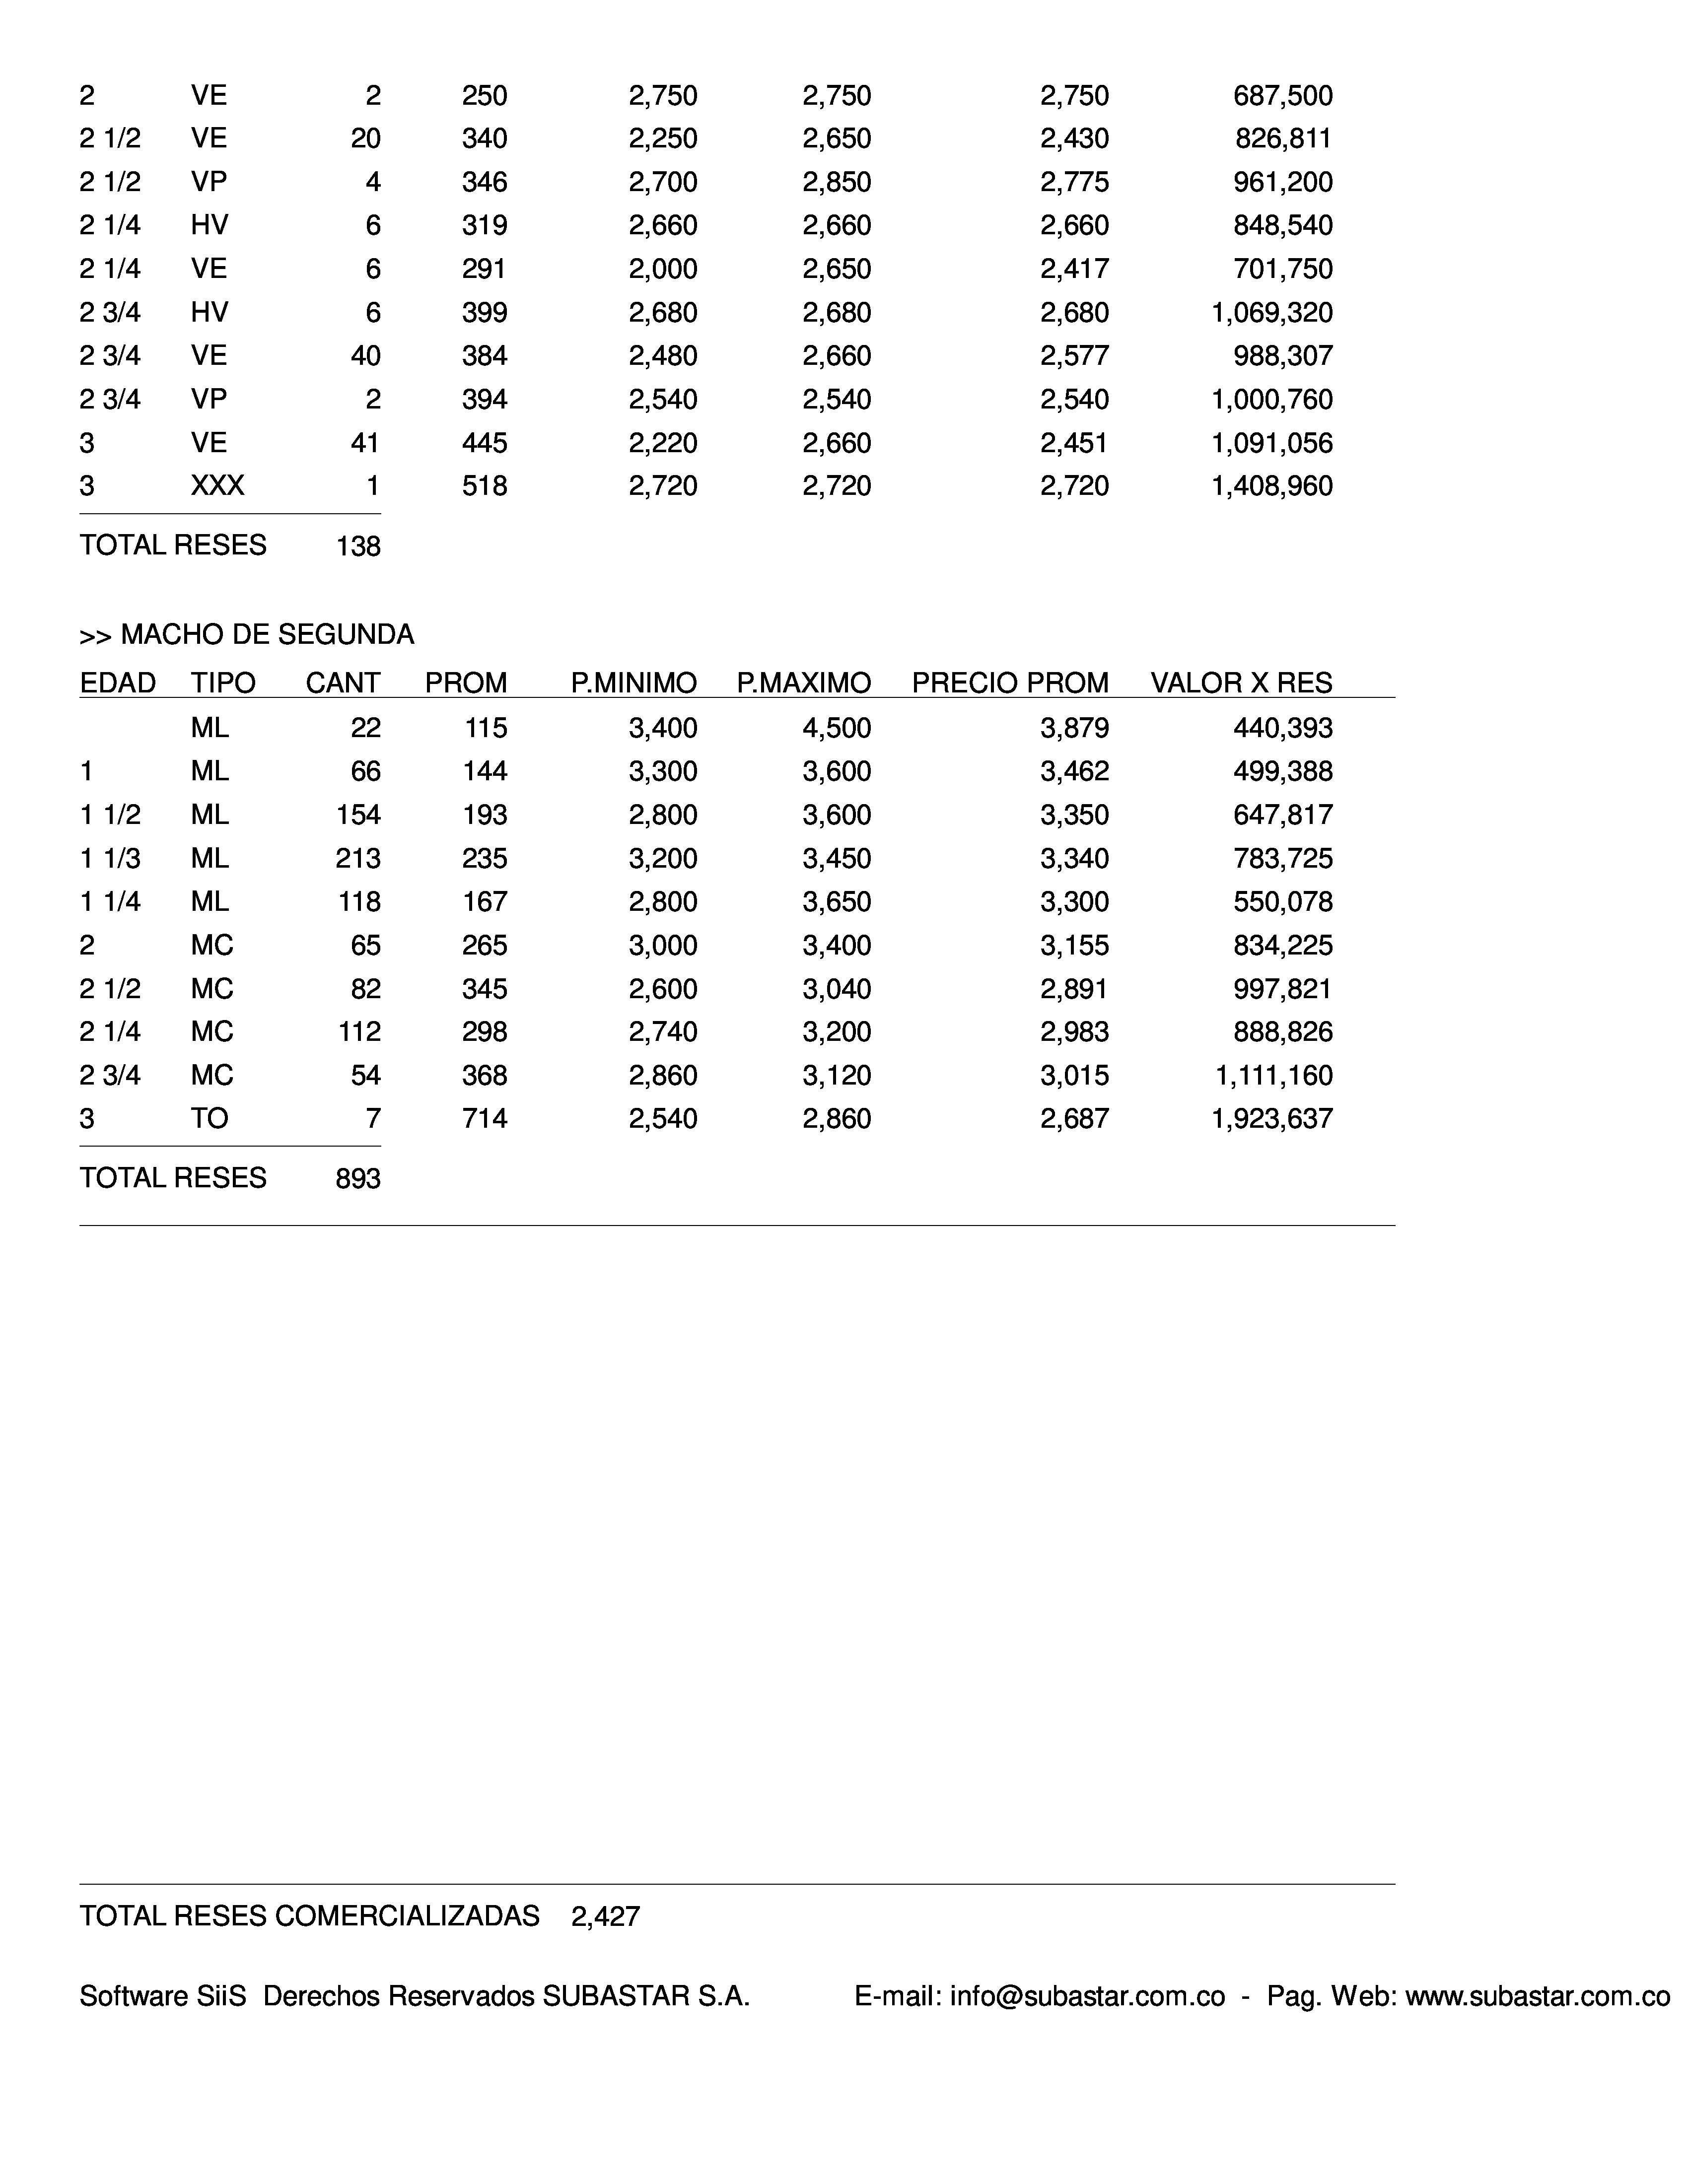 2 VE 2 250 2,750 2,750 2,750 687,500
2 1/2 VE 20 340 2,250 2,650 2,430 826,811
2 1/2 VP 4 346 2,700 2,850 2,775 961,200
2 1/4 HV 6 319 2,660 2,660 2,660 848,540
2 1/4 VE 6 291 2,000 2,650 2,417 701,750
2 3/4 HV 6 399 2,680 2,680 2,680 1,069,320
2 3/4 VE 40 384 2,480 2,660 2,577 988,307
2 3/4 VP 2 394 2,540 2,540 2,540 1,000,760
3 VE 41 445 2,220 2,660 2,451 1,091,056
3 XXX 1 518 2,720 2,720 2,720 1,408,960
TOTAL RESES 138
>> MACHO DE SEGUNDA
EDAD TIPO CANT PROM P.MINIMO P.MAXIMO PRECIO PROM VALOR X RES
ML 22 115 3,400 4,500 3,879 440,393
1 ML 66 144 3,300 3,600 3,462 499,388
1 1/2 ML 154 193 2,800 3,600 3,350 647,817
1 1/3 ML 213 235 3,200 3,450 3,340 783,725
1 1/4 ML 118 167 2,800 3,650 3,300 550,078
2 MC 65 265 3,000 3,400 3,155 834,225
2 1/2 MC 82 345 2,600 3,040 2,891 997,821
2 1/4 MC 112 298 2,740 3,200 2,983 888,826
2 3/4 MC 54 368 2,860 3,120 3,015 1,111,160
3 TO 7 714 2,540 2,860 2,687 1,923,637
TOTAL RESES 893
TOTAL RESES COMERCIALIZADAS 2,427
Software SiiS Derechos Reservados SUBASTAR S.A. E-mail: info@subastar.com.co - Pag. Web: www.subastar.com.co